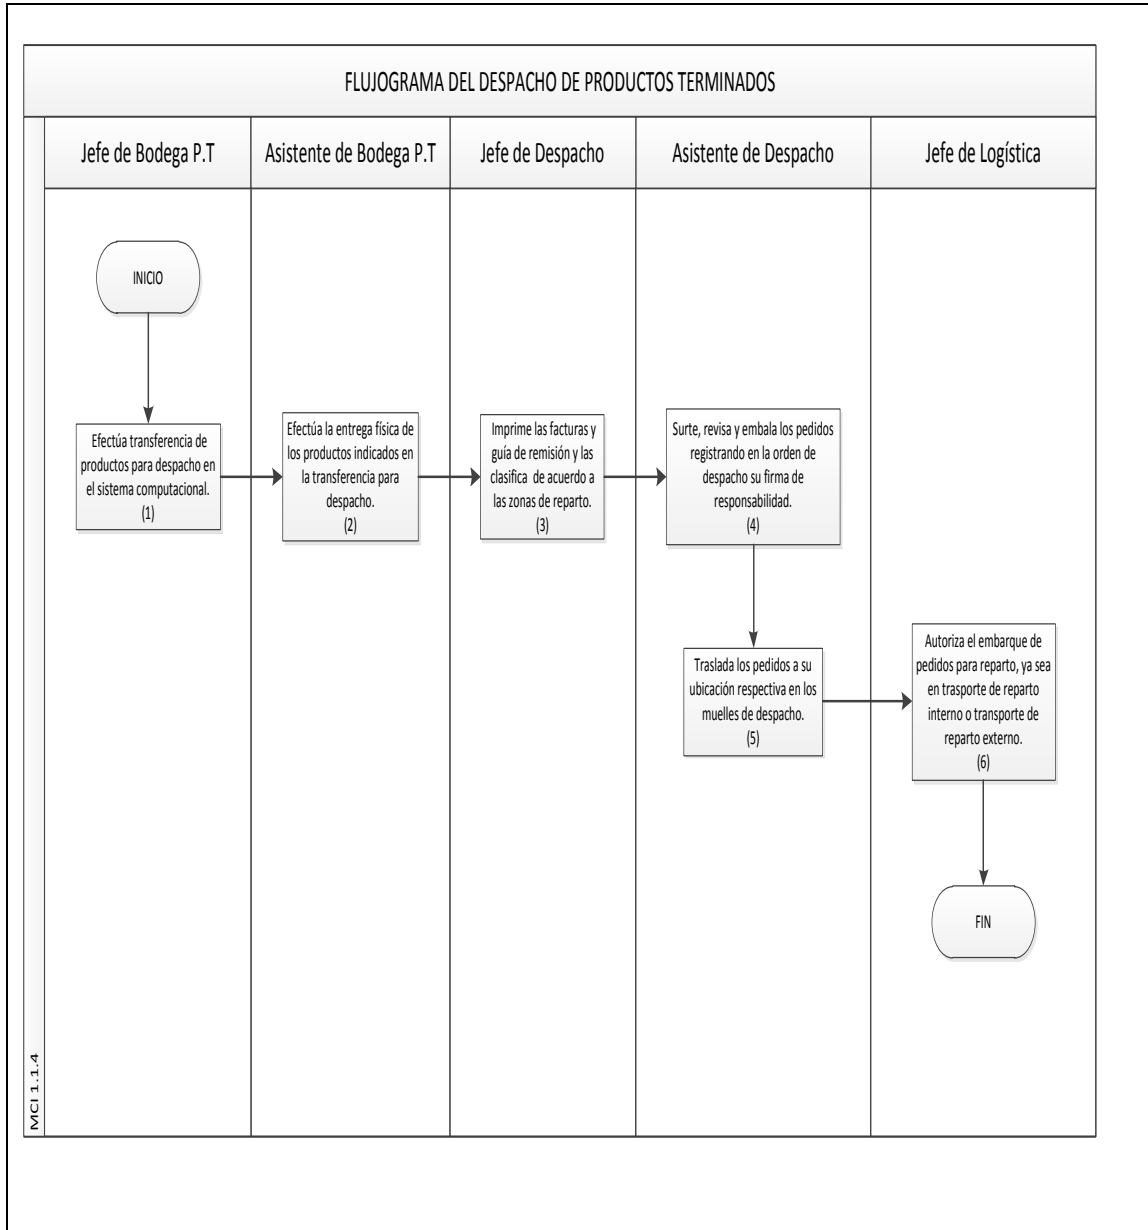 FLUJOGRAMA DEL DESPACHO DE PRODUCTOS TERMINADOS
Jefe de Bodega P.T
Asistente de Bodega P.T
Jefe de Despacho
Asistente de Despacho
Jefe de Logística
INICIO
Efectúa transferencia de
productos para despacho en
el sistema computacional.
(1)
Efectúa la entrega física de
los productos indicados en
la transferencia para
despacho.
(2)
Imprime las facturas y
guía de remisión y las
clasifica de acuerdo a
las zonas de reparto.
(3)
Surte, revisa y embala los pedidos
registrando en la orden de
despacho su firma de
responsabilidad.
(4)
Traslada los pedidos a su
ubicación respectiva en los
muelles de despacho.
(5)
Autoriza el embarque de
pedidos para reparto, ya sea
en trasporte de reparto
interno o transporte de
reparto externo.
(6)
FIN
MCI 1.1.4